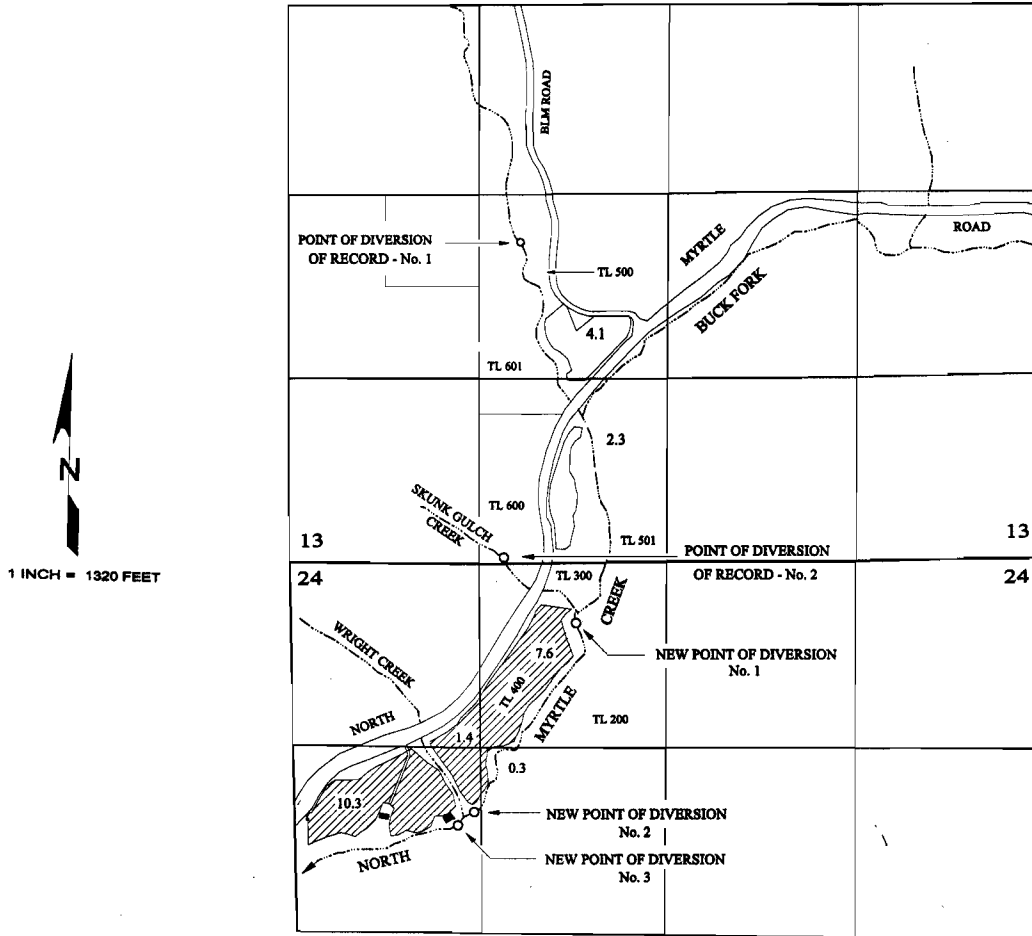 BLM ROAD
POINT OF DIVERSION
OF RECORD - No. 1
MYRTLE
ROAD
TL 500
BUCK FORK
4.1
TL 601
N
2.3
SKUNK GULCH
CREEK
TL 600
13
TL 501
POINT OF DIVERSION
OF RECORD - No. 2
13
1 INCH = 1320 FEET
24
TL 300
24
CREEK
WRIGHT CREEK
7.6
NEW POINT OF DIVERSION
No. 1
TL 400
NORTH
MYRTLE
TL 200
1.4
0.3
10.3
NEW POINT OF DIVERSION
No. 2
NORTH
NEW POINT OF DIVERSION
No. 3